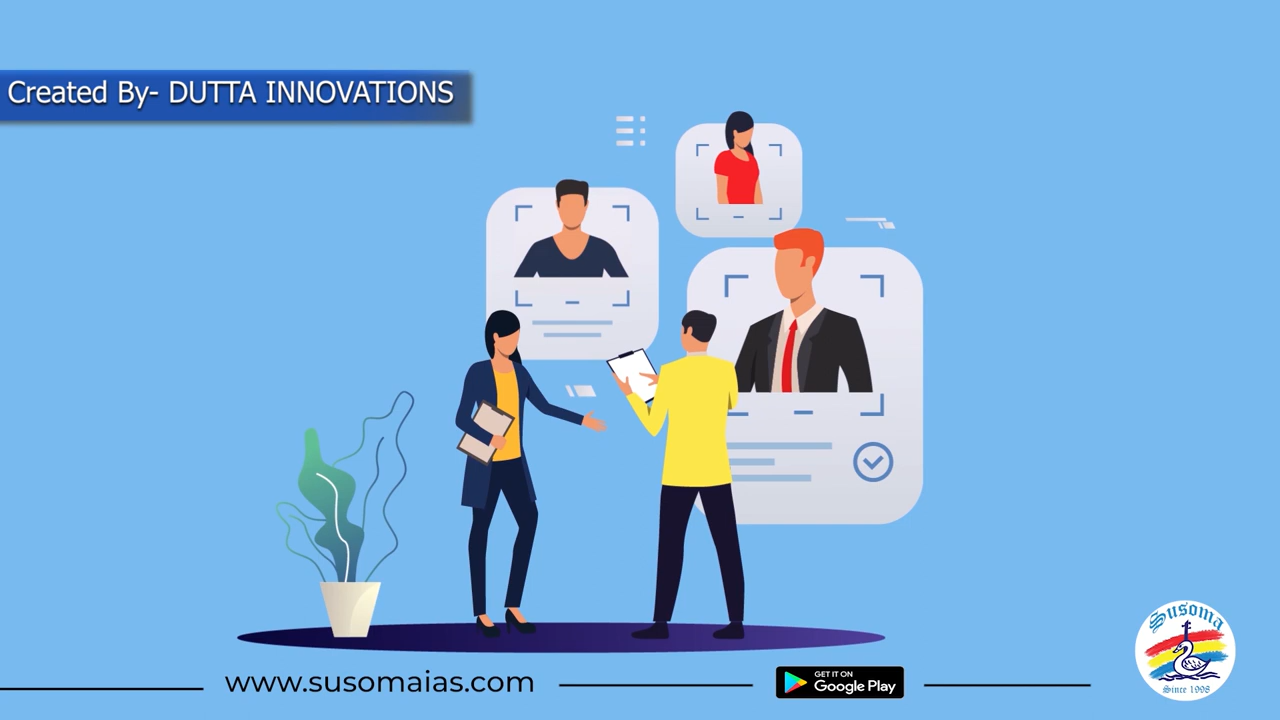 Created By- DUTTA INNOVATIONS
www.susomaias.com
GET IT ON
Google Play
Susoma
Since 1998